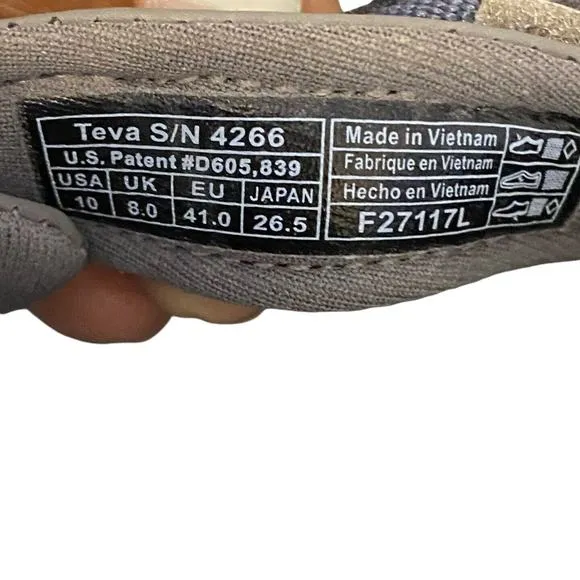 Teva S/N 4266
U.S. Patent #D605,839
USA UK EU JAPAN
10 8.0 41.0 26.5
Made in Vietnam
Fabrique en Vietnam
Hecho en Vietnam
F27117L